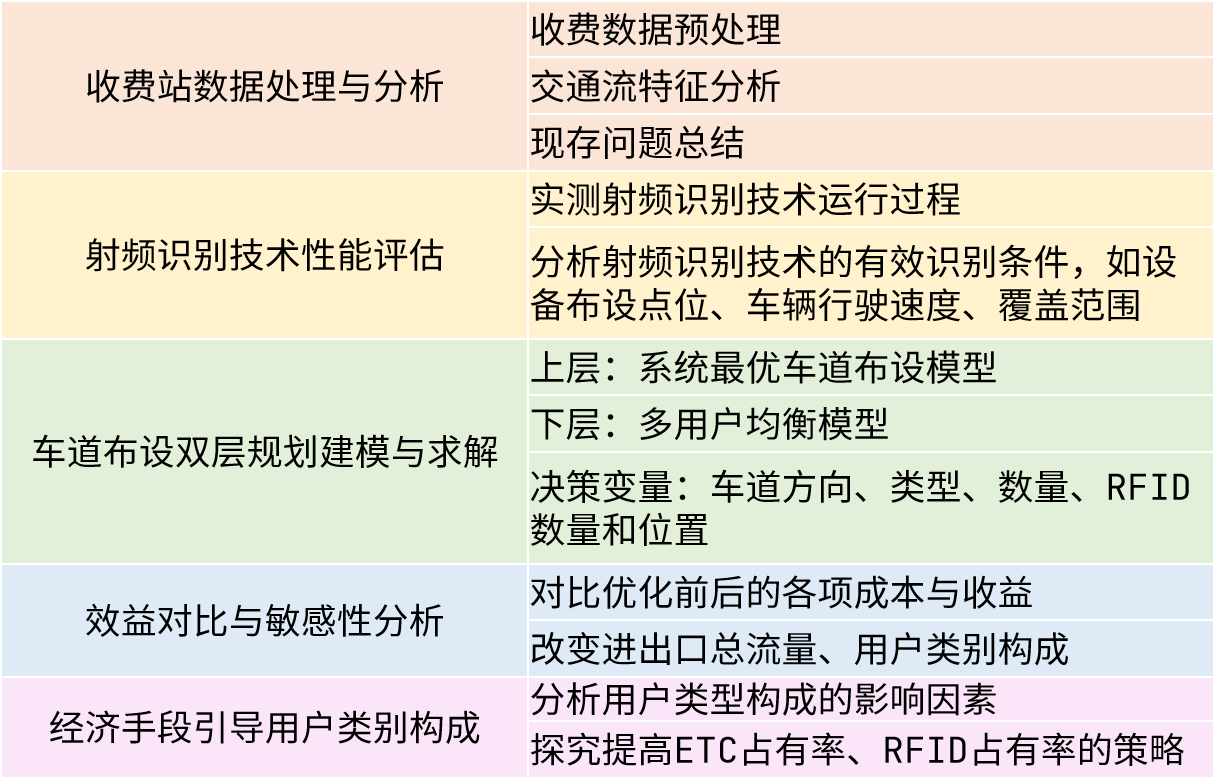 收费站数据处理与分析
收费数据预处理
交通流特征分析
现存问题总结
射频识别技术性能评估
实测射频识别技术运行过程
分析射频识别技术的有效识别条件，如设
备布设点位、车辆行驶速度、覆盖范围
车道布设双层规划建模与求解
上层：系统最优车道布设模型
下层：多用户均衡模型
决策变量：车道方向、类型、数量、RFID
数量和位置
效益对比与敏感性分析
对比优化前后的各项成本与收益
改变进出口总流量、用户类别构成
经济手段引导用户类别构成
分析用户类型构成的影响因素
探究提高ETC占有率、RFID占有率的策略